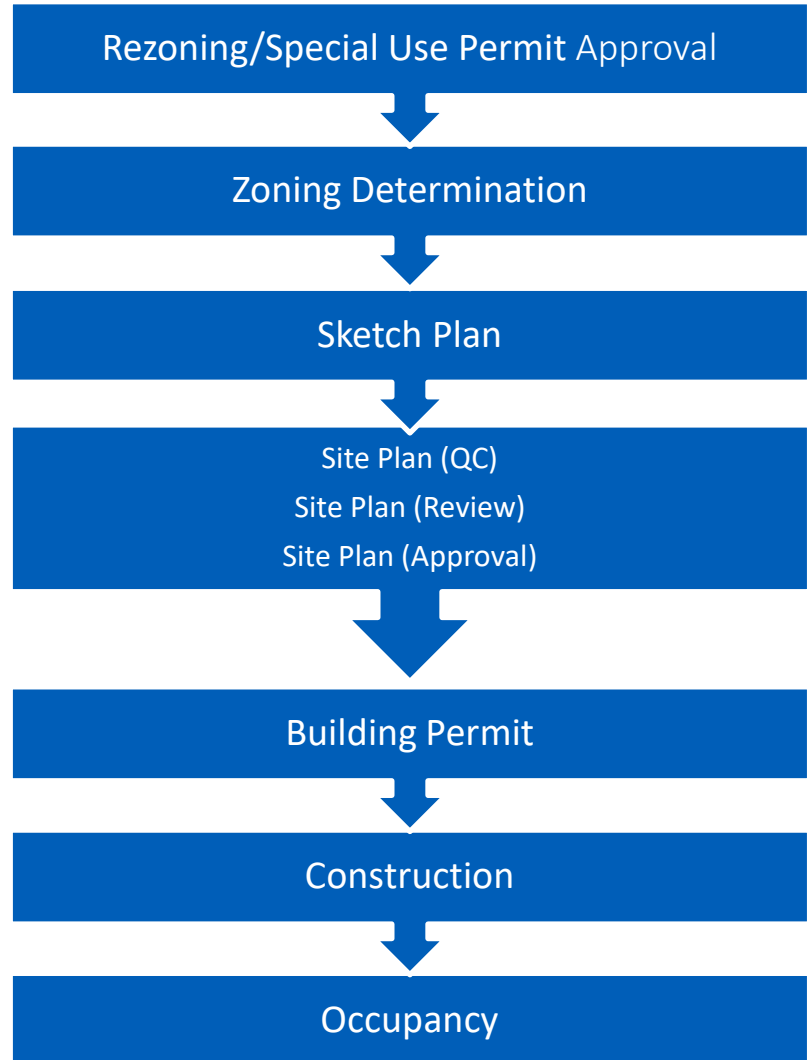 Rezoning/Special Use Permit Approval
Zoning Determination
Sketch Plan
Site Plan (QC)
Site Plan (Review)
Site Plan (Approval)
Building Permit
Construction
Occupancy